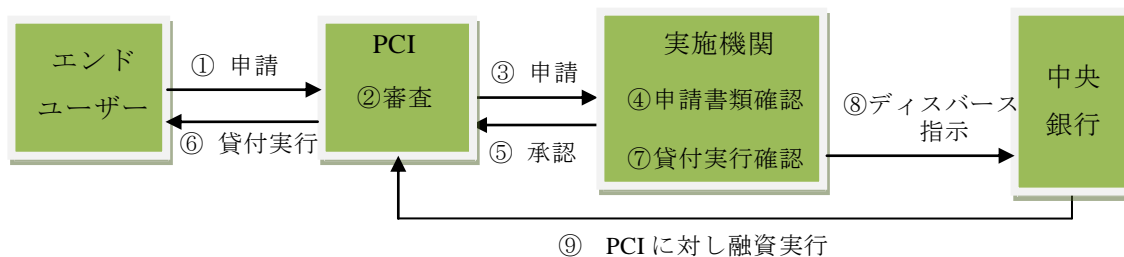 エンド
ユーザー
① 申請
⑥ 貸付実行
PCI
②審査
③ 申請
⑤ 承認
実施機関
④申請書類確認
⑦貸付実行確認
⑧ディスバース
指示
中央
銀行
⑨ PCIに対し融資実行